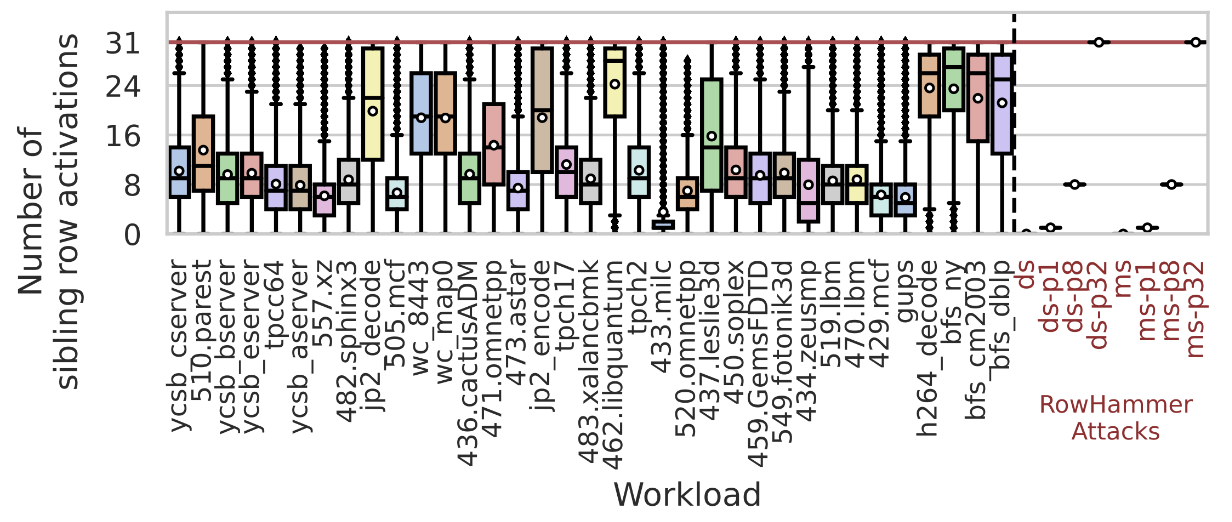 Number of
sibling row activations
31
24
16
8
0
ycsb_cserver
510.parest
ycsb_bserver
ycsb_eserver
tpcc64
ycsb_aserver
557.xz
482.sphinx3
jp2_decode
505.mcf
wc_8443
wc_map0
436.cactusADM
471.omnetpp
473.astar
jp2_encode
tpch17
483.xalancbmk
462.libquantum
tpch2
433.milc
520.omnetpp
437.leslie3d
450.soplex
459.GemsFDTD
549.fotonik3d
434.zeusmp
519.lbm
470.lbm
429.mcf
gups
h264_decode
bfs_ny
bfs_cm2003
bfs_dblp
ds
ds-p1
ds-p8
ds-p32
ms
ms-p1
ms-p8
ms-p32
RowHammer
Attacks
Workload